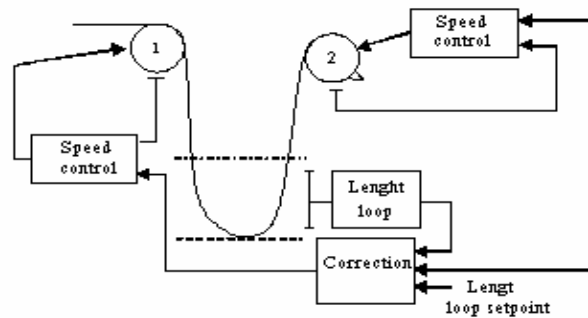 1
2
Speed
control
Speed
control
Lenght
loop
Correction
Lengt
loop setpoint